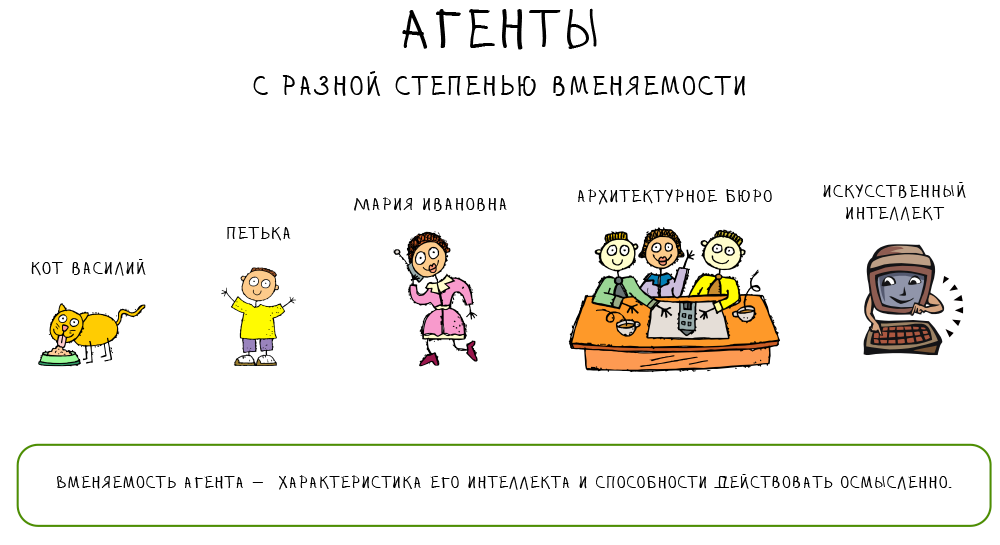 АГЕНТЫ
С РАЗНОЙ СТЕПЕНЬЮ ВМЕНЯЕМОСТИ
КОТ ВАСИЛИЙ
ПЕТЬКА
МАРИЯ ИВАНОВНА
АРХИТЕКТУРНОЕ БЮРО
ИСКУССТВЕННЫЙ
ИНТЕЛЛЕКТ
ВМЕНЯЕМОСТЬ АГЕНТА – ХАРАКТЕРИСТИКА ЕГО ИНТЕЛЛЕКТА И СПОСОБНОСТИ ДЕЙСТВОВАТЬ ОСМЫСЛЕННО.